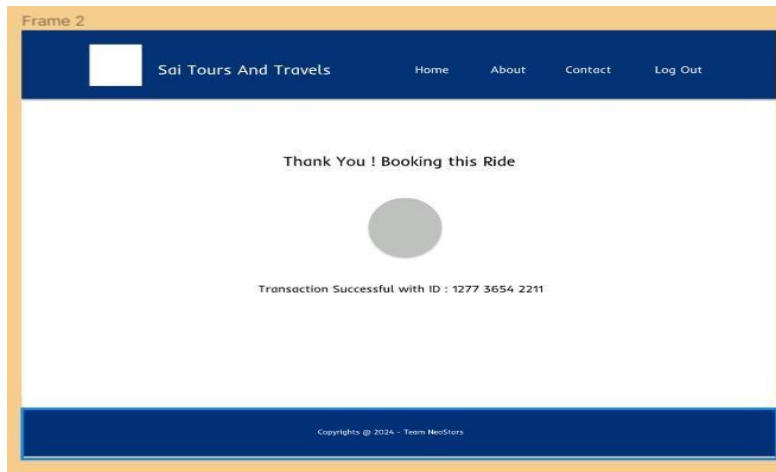 Frame 2
Sai Tours And Travels Home About Contact Log Out
Thank You ! Booking this Ride
Transaction Successful with ID : 1277 3654 2211
Copyrights @ 2024 - Team NeoStars